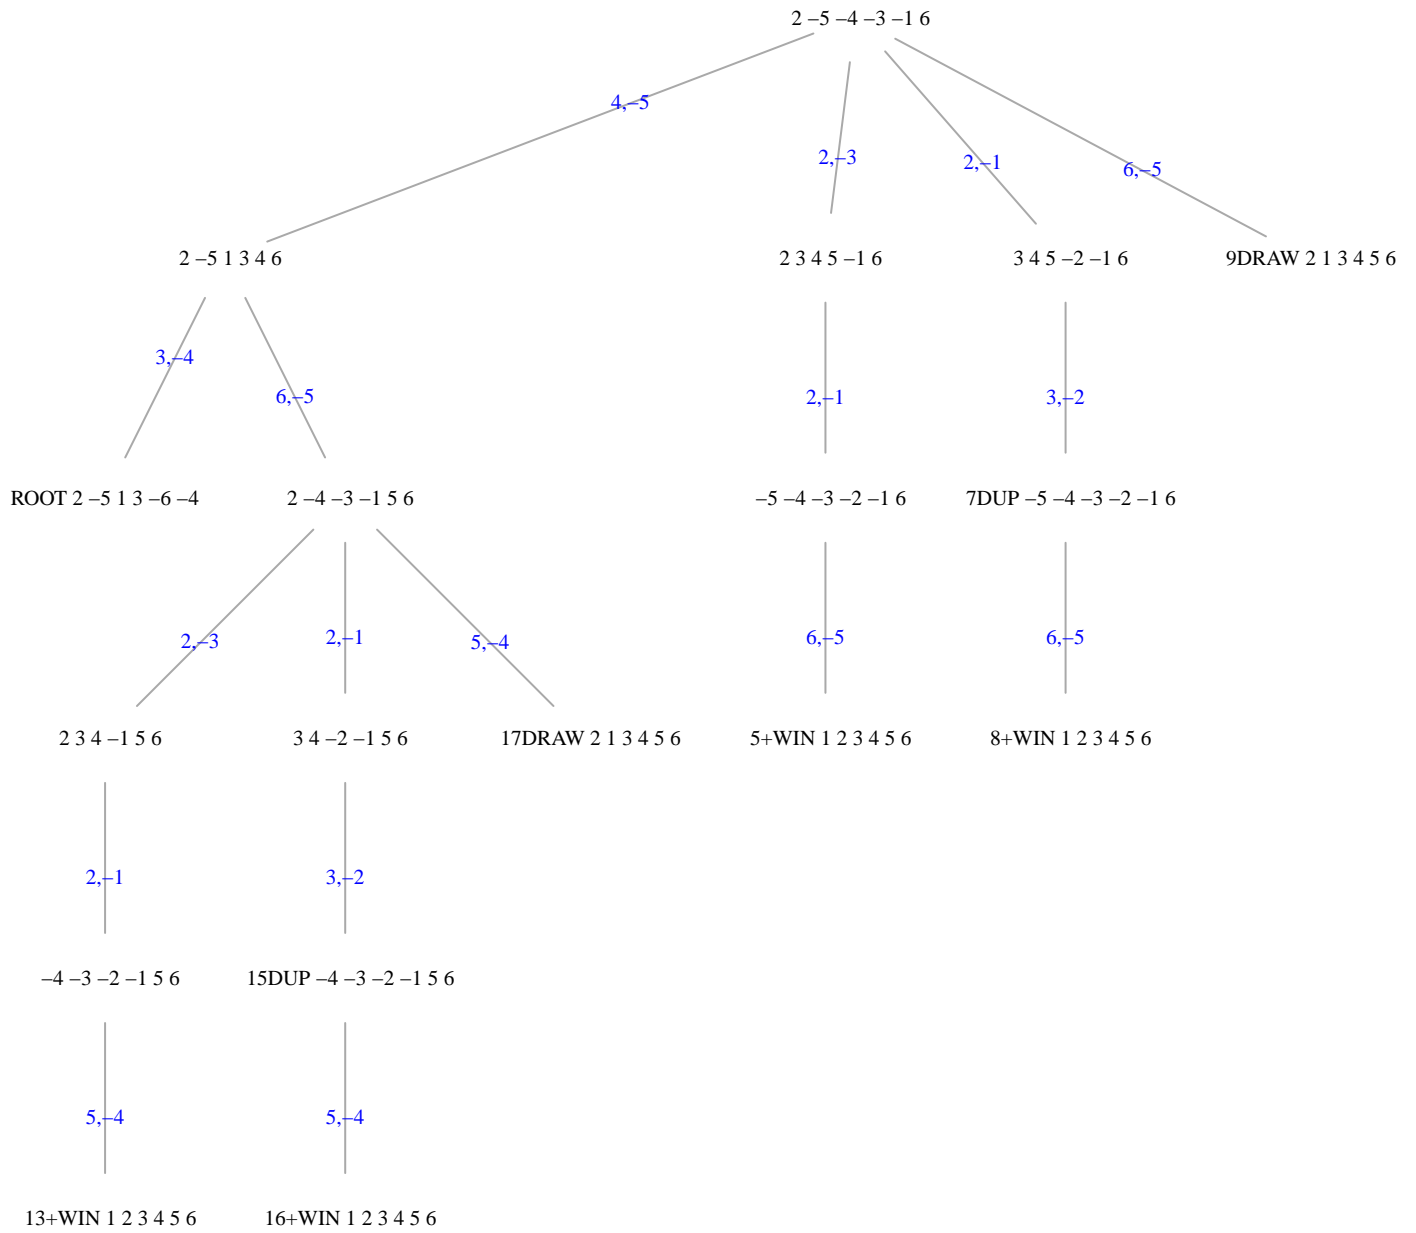 2 –5 –4 –3 –1 6
4,–5
2,–3
2,–1
6,–5
2 –5 1 3 4 6
2 3 4 5 –1 6
3 4 5 –2 –1 6
9DRAW 2 1 3 4 5 6
3,–4
6,–5
2,–1
3,–2
ROOT 2 –5 1 3 –6 –4
2 –4 –3 –1 5 6
–5 –4 –3 –2 –1 6
7DUP –5 –4 –3 –2 –1 6
2,–3
2,–1
5,–4
6,–5
6,–5
2 3 4 –1 5 6
3 4 –2 –1 5 6
17DRAW 2 1 3 4 5 6
5+WIN 1 2 3 4 5 6
8+WIN 1 2 3 4 5 6
2,–1
3,–2
–4 –3 –2 –1 5 6
15DUP –4 –3 –2 –1 5 6
5,–4
5,–4
13+WIN 1 2 3 4 5 6
16+WIN 1 2 3 4 5 6